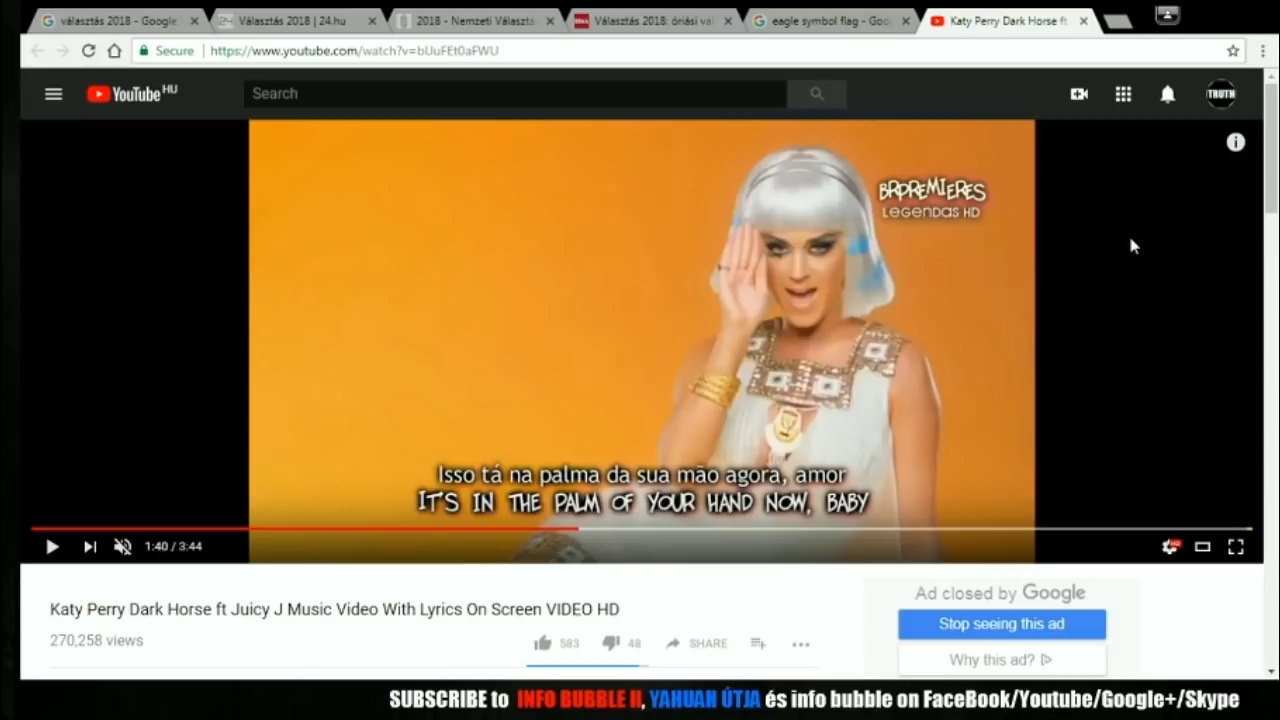 választás 2018 - Google
Választás 2018 | 24.hu
2018 - Nemzeti Választá
Választás 2018: óriási vá
eagle symbol flag - Goo
Katy Perry Dark Horse ft
Secure
https://www.youtube.com/watch?v=bUuFEt0aFWU
YouTube HU
Search
TRUTH
BRPREMIERES
LEGENDAS HD
Isso tá na palma da sua mão agora, amor
IT'S IN THE PALM OF YOUR HAND NOW, BABY
1:40 / 3:44
HD
Katy Perry Dark Horse ft Juicy J Music Video With Lyrics On Screen VIDEO HD
270,258 views
583
48
SHARE
Ad closed by Google
Stop seeing this ad
Why this ad?
SUBSCRIBE to INFO BUBBLE II, YAHUAH ÚTJA és info bubble on FaceBook/Youtube/Google+/Skype